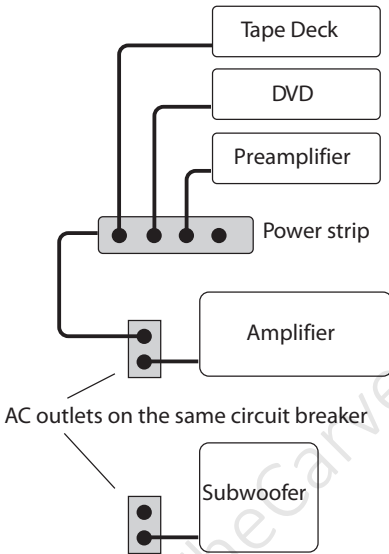 Tape Deck
DVD
Preamplifier
Power strip
Amplifier
AC outlets on the same circuit breaker
Subwoofer